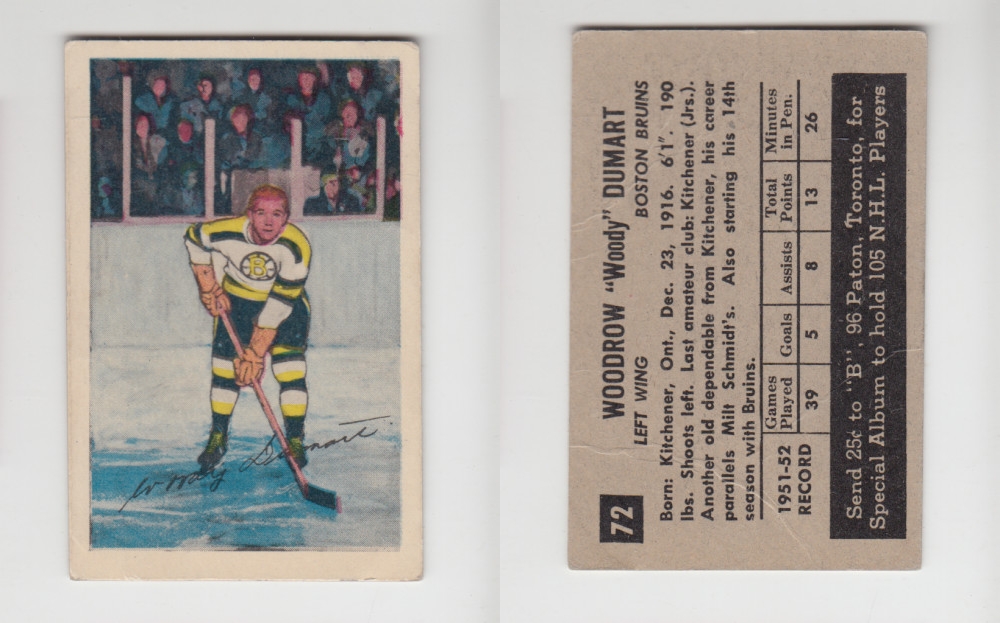 B
Woody Dumart
72
WOODROW "Woody" DUMART
LEFT WING BOSTON BRUINS
Born: Kitchener, Ont., Dec. 23, 1916. 6'1". 190
lbs. Shoots left. Last amateur club: Kitchener (Jrs.).
Another old dependable from Kitchener, his career
parallels Milt Schmidt's. Also starting his 14th
season with Bruins.
1951-52 RECORD
Games Played Goals Assists Total Points Minutes in Pen.
39 5 8 13 26
Send 25¢ to "B", 96 Paton, Toronto, for
Special Album to hold 105 N.H.L. Players